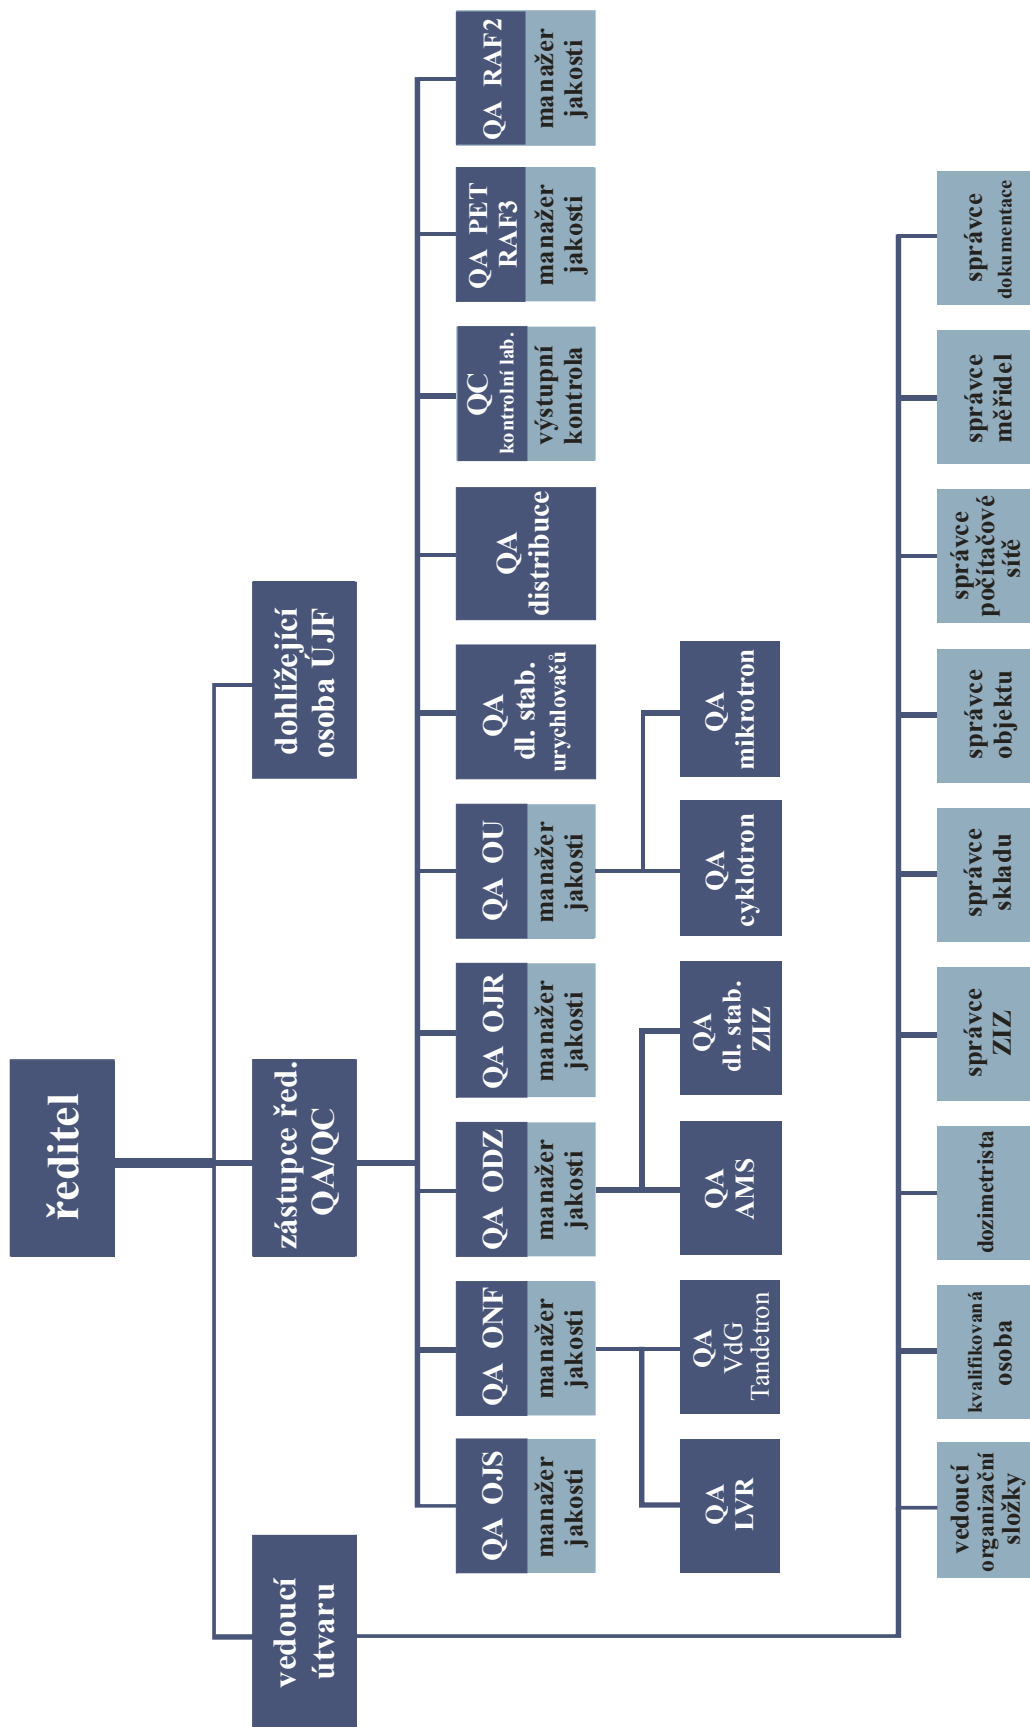 ředitel
vedoucí
útvaru
zástupce řed.
QA/QC
dohlížející
osoba ÚJF
QA OJS
manažer
jakosti
QA ONF
manažer
jakosti
QA ODZ
manažer
jakosti
QA OJR
manažer
jakosti
QA OU
manažer
jakosti
QA
dl. stab.
urychlovačů
QA
distribuce
QC
kontrolní lab.
výstupní
kontrola
QA PET
RAF3
manažer
jakosti
QA RAF2
manažer
jakosti
QA
LVR
QA
VdG
Tandetron
QA
AMS
QA
dl. stab.
ZIZ
QA
cyklotron
QA
mikrotron
vedoucí
organizační
složky
kvalifikovaná
osoba
dozimetrista
správce
ZIZ
správce
skladu
správce
objektu
správce
počítačové
sítě
správce
měřidel
správce
dokumentace